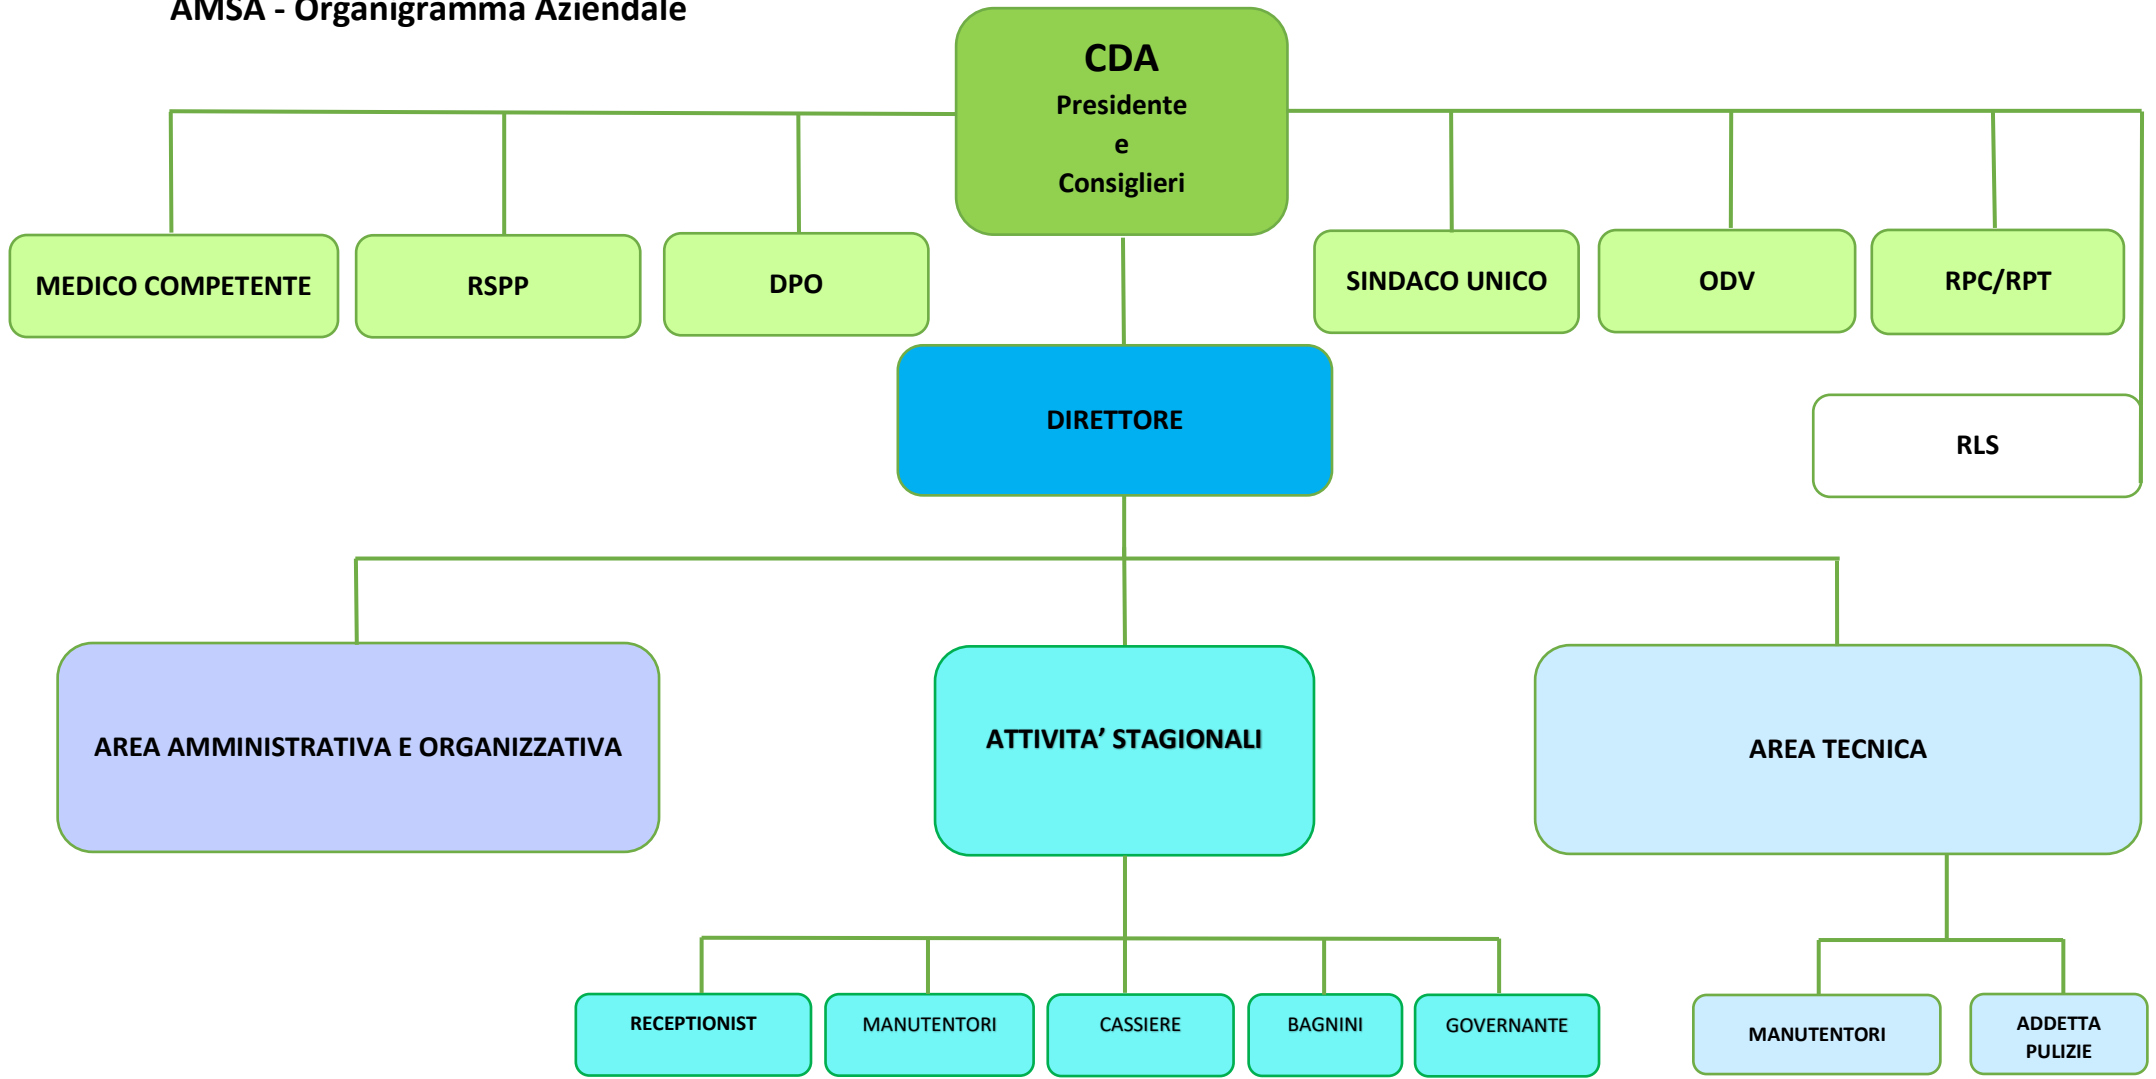 AMSA - Organigramma Aziendale
CDA
Presidente
e
Consiglieri
MEDICO COMPETENTE
RSPP
DPO
SINDACO UNICO
ODV
RPC/RPT
DIRETTORE
RLS
AREA AMMINISTRATIVA E ORGANIZZATIVA
ATTIVITA’ STAGIONALI
AREA TECNICA
RECEPTIONIST
MANUTENTORI
CASSIERE
BAGNINI
GOVERNANTE
MANUTENTORI
ADDETTA
PULIZIE